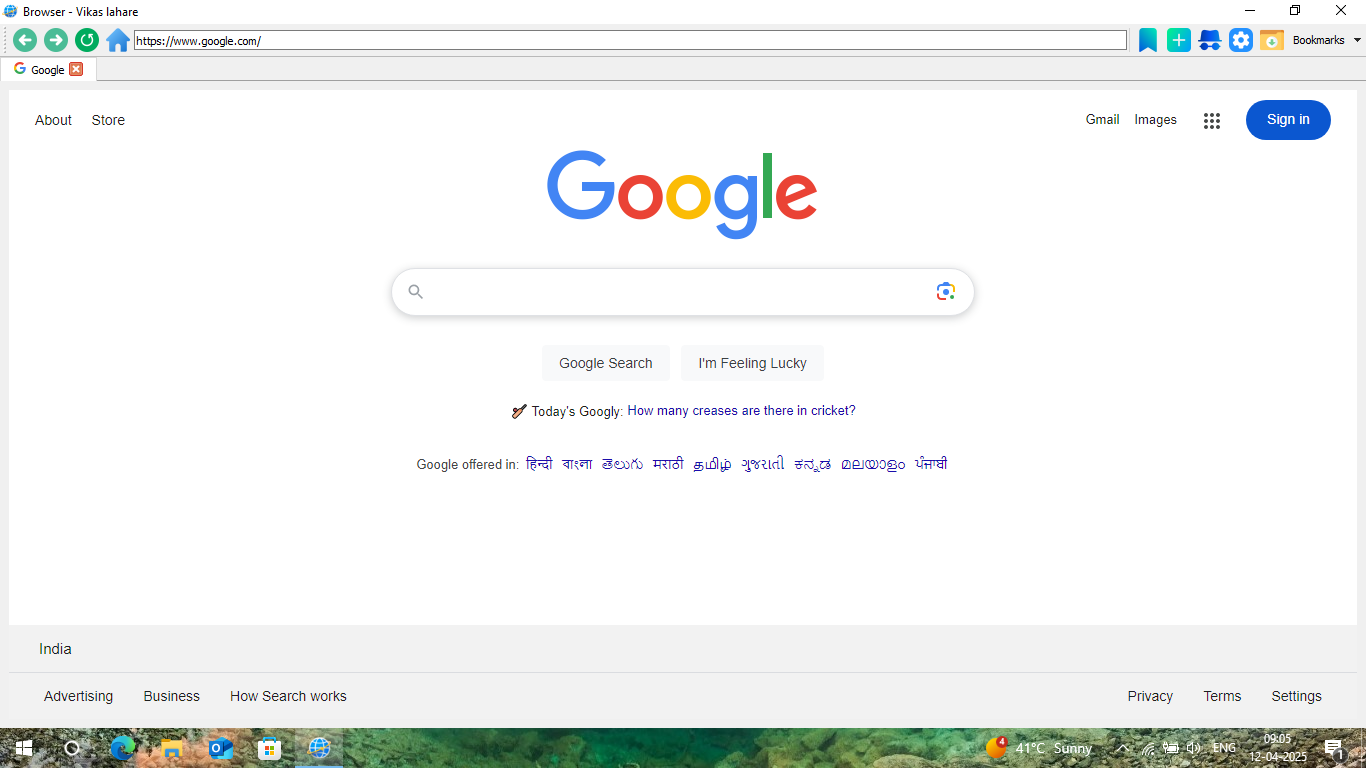 Browser - Vikas lahare
https://www.google.com/
Bookmarks
Google
About Store
Gmail Images Sign in
Google
Google Search I'm Feeling Lucky
Today's Googly: How many creases are there in cricket?
Google offered in: हिन्दी বাংলা తెలుగు मराठी தமிழ் ગુજરાતી ಕನ್ನಡ മലയാളം ਪੰਜਾਬੀ
India
Advertising Business How Search works
Privacy Terms Settings
4 41°C Sunny
ENG
09:05
12-04-2025
1